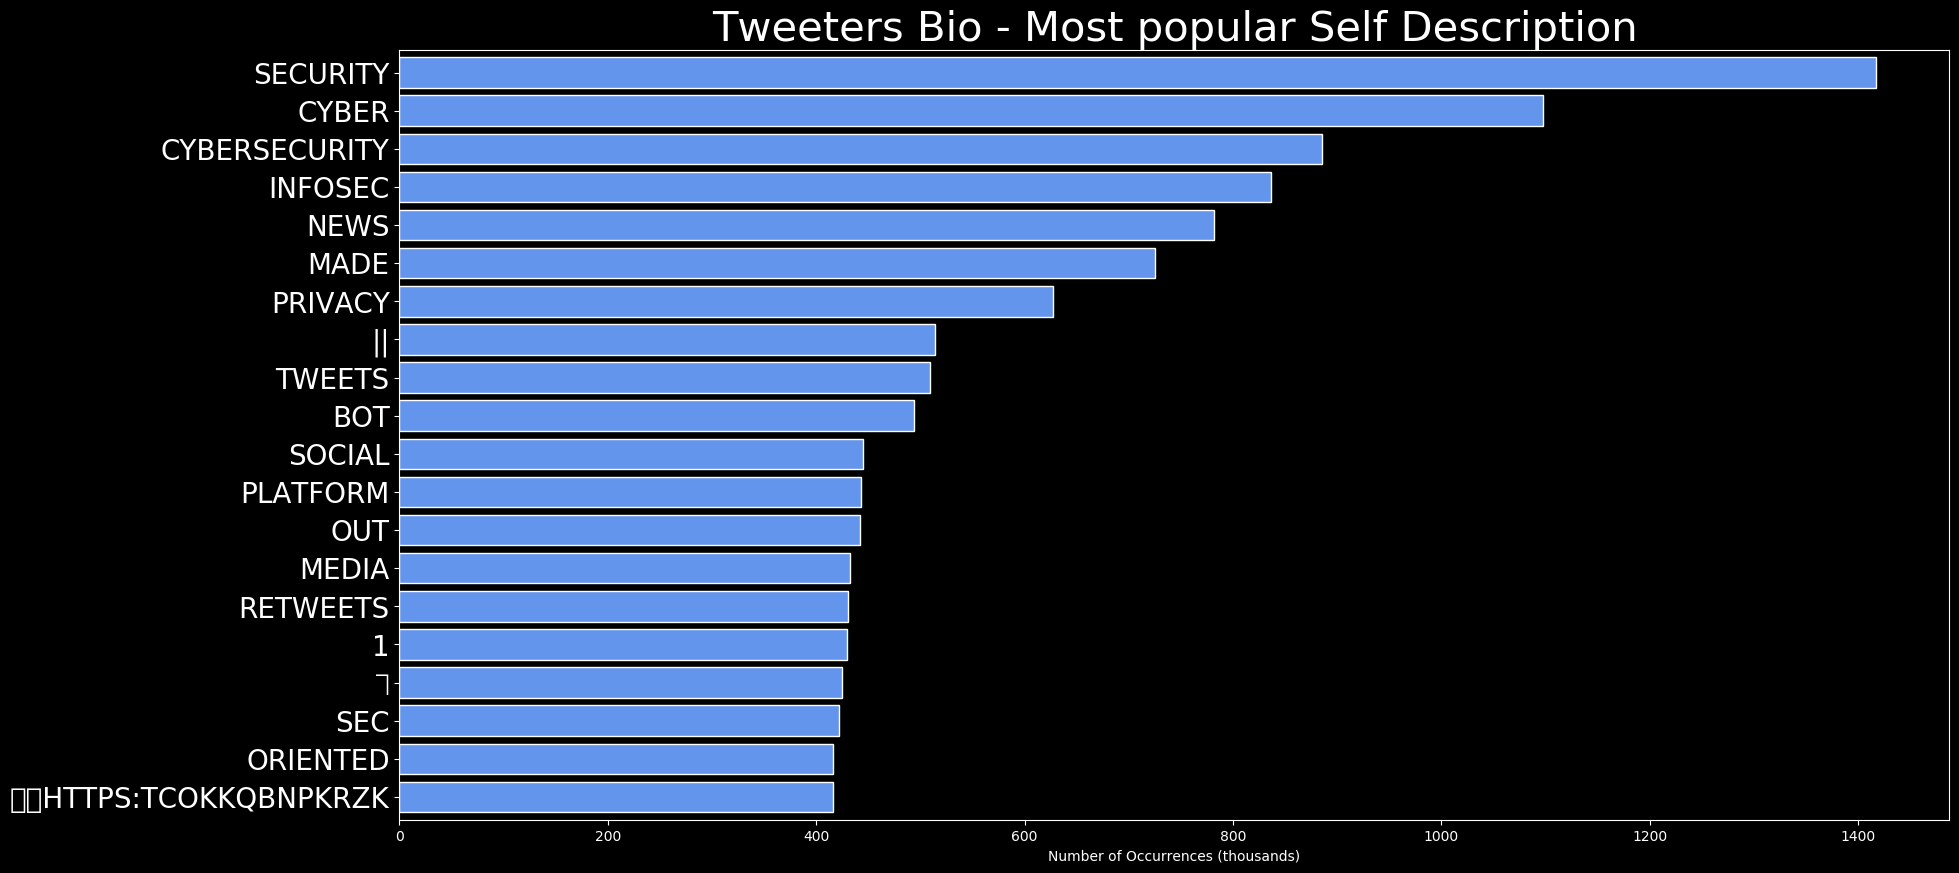 Tweeters Bio - Most popular Self Description
SECURITY
CYBER
CYBERSECURITY
INFOSEC
NEWS
MADE
PRIVACY
||
TWEETS
BOT
SOCIAL
PLATFORM
OUT
MEDIA
RETWEETS
1
SEC
ORIENTED
HTTPS:TCOKKQBNPKRZK
0 200 400 600 800 1000 1200 1400
Number of Occurrences (thousands)